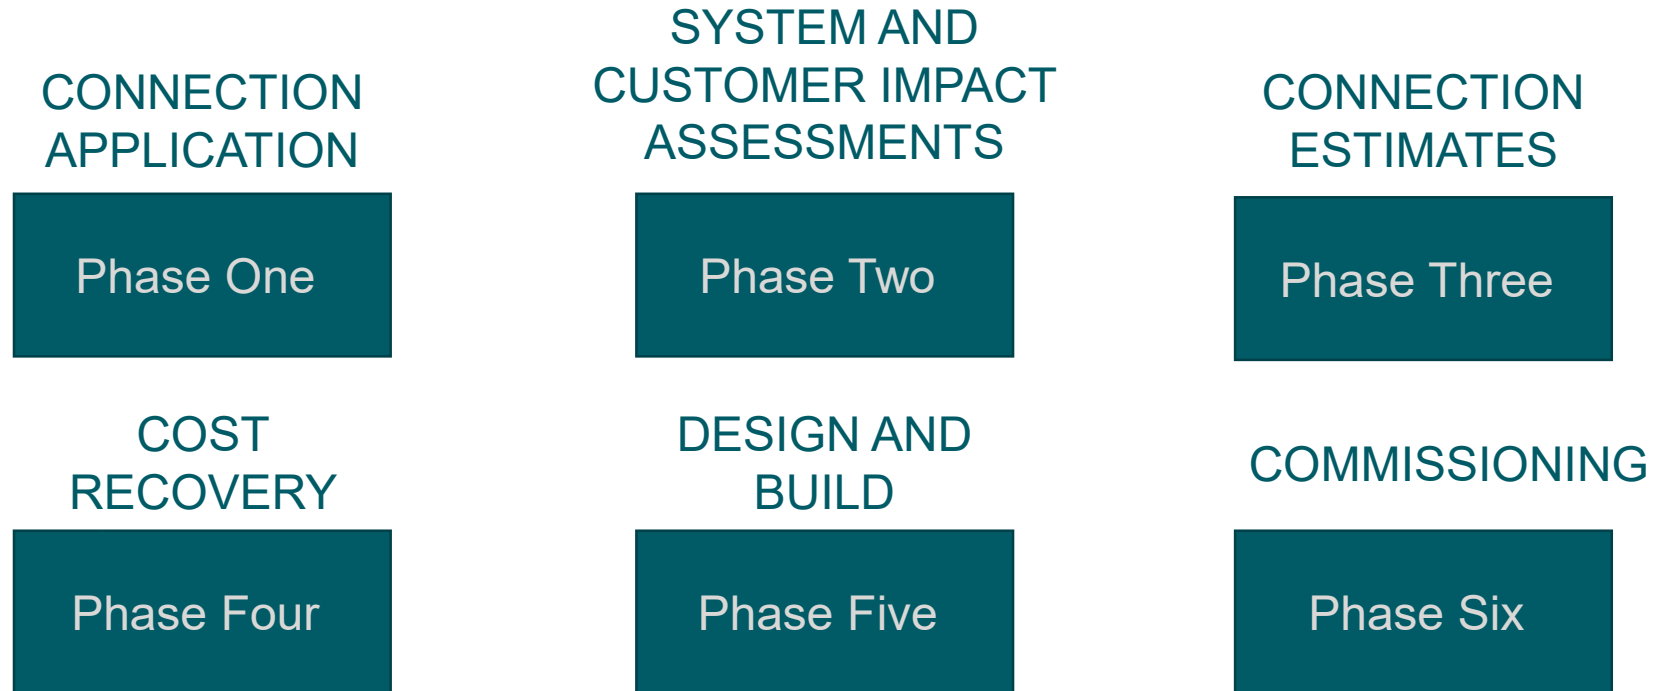 CONNECTION
APPLICATION
Phase One
SYSTEM AND
CUSTOMER IMPACT
ASSESSMENTS
Phase Two
CONNECTION
ESTIMATES
Phase Three
COST
RECOVERY
Phase Four
DESIGN AND
BUILD
Phase Five
COMMISSIONING
Phase Six